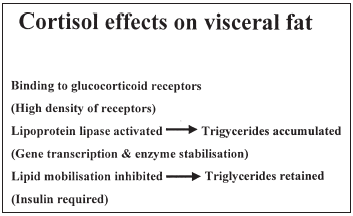 Cortisol effects on visceral fat
Binding to glucocorticoid receptors
(High density of receptors)
Lipoprotein lipase activated → Trigycerides accumulated
(Gene transcription & enzyme stabilisation)
Lipid mobilisation inhibited → Triglycerides retained
(Insulin required)